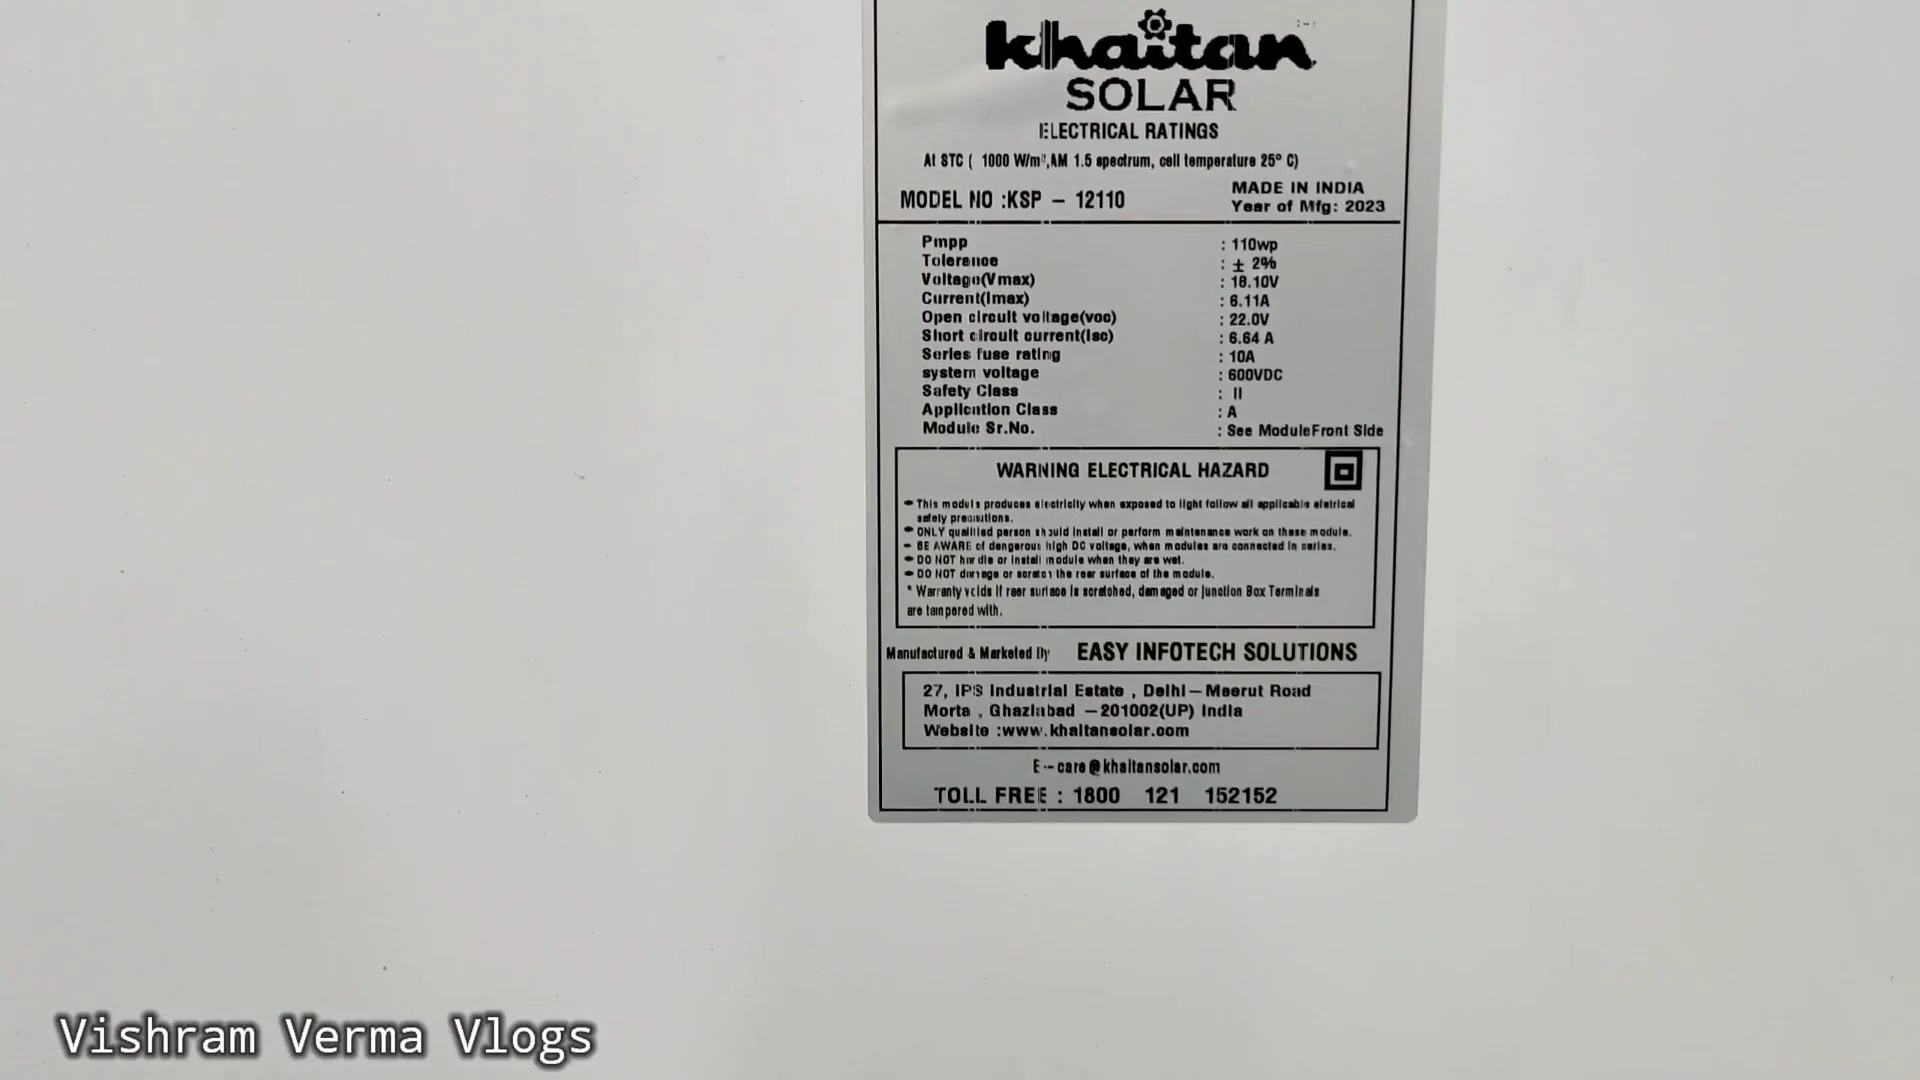 khaitan
SOLAR
ELECTRICAL RATINGS
At STC ( 1000 W/m²,AM 1.5 spectrum, cell temperature 25° C)
MODEL NO :KSP – 12110
MADE IN INDIA
Year of Mfg: 2023
Pmpp : 110wp
Tolerance : ± 2%
Voltage(Vmax) : 18.10V
Current(Imax) : 6.11A
Open circuit voltage(voc) : 22.0V
Short circuit current(Isc) : 6.64 A
Series fuse rating : 10A
system voltage : 600VDC
Safety Class : II
Application Class : A
Module Sr.No. : See Module Front Side
WARNING ELECTRICAL HAZARD
This module produces electricity when exposed to light follow all applicable eletrical
safety precautions.
ONLY qualified person should install or perform maintenance work on these module.
BE AWARE of dangerous high DC voltage, when modules are connected in series.
DO NOT handle or install module when they are wet.
DO NOT damage or scratch the rear surface of the module.
* Warranty voids if rear surface is scratched, damaged or Junction Box Terminals
are tampered with.
Manufactured & Marketed By EASY INFOTECH SOLUTIONS
27, IPS Industrial Estate , Delhi – Meerut Road
Morta , Ghaziabad – 201002(UP) India
Website :www.khaitansolar.com
E -- care@khaitansolar.com
TOLL FREE : 1800 121 152152
Vishram Verma Vlogs